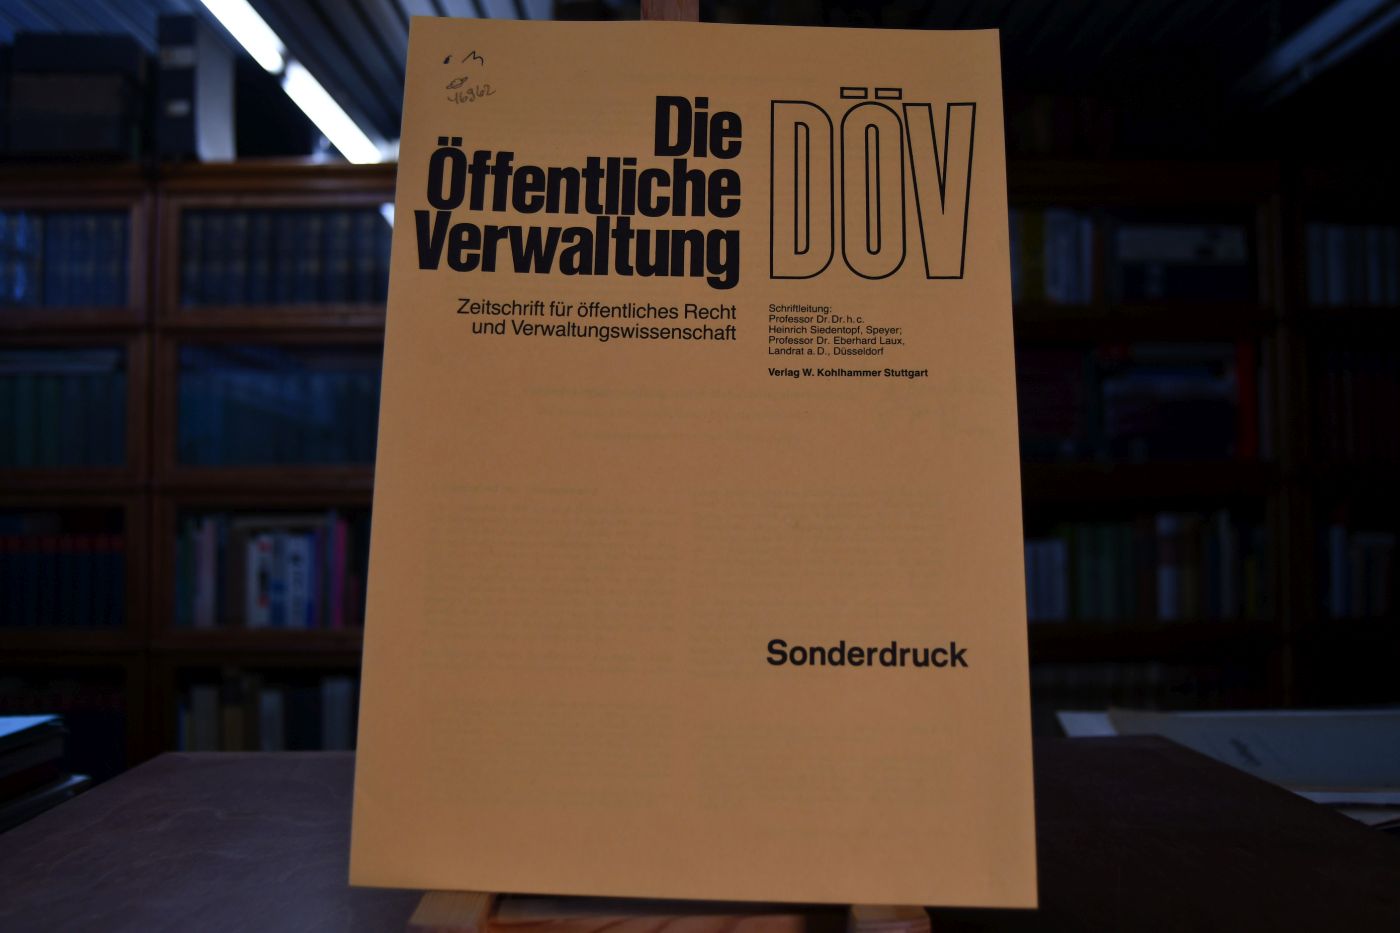 16962
Die
Öffentliche
Verwaltung
Zeitschrift für öffentliches Recht
und Verwaltungswissenschaft
DÖV
Schriftleitung:
Professor Dr. Dr. h. c.
Heinrich Siedentopf, Speyer;
Professor Dr. Eberhard Laux,
Landrat a. D., Düsseldorf
Verlag W. Kohlhammer Stuttgart
Sonderdruck